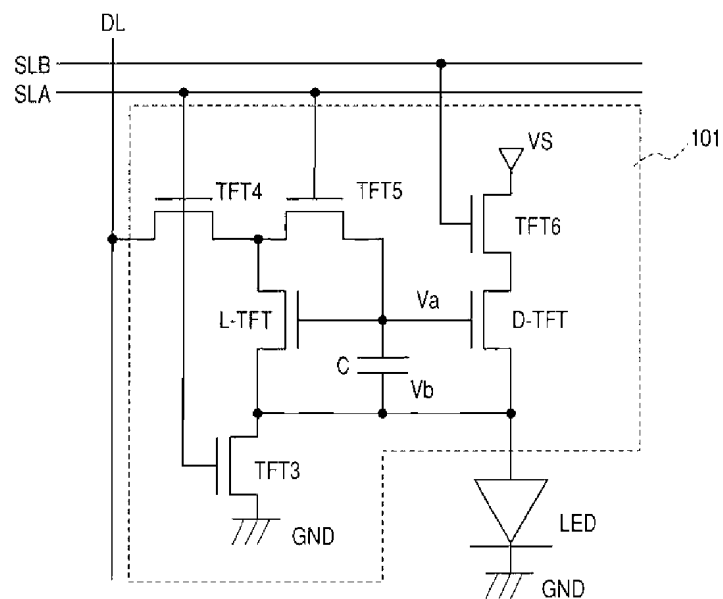 DL
SLB
SLA
101
VS
TFT4
TFT5
TFT6
L-TFT
Va
D-TFT
C
Vb
TFT3
GND
LED
GND